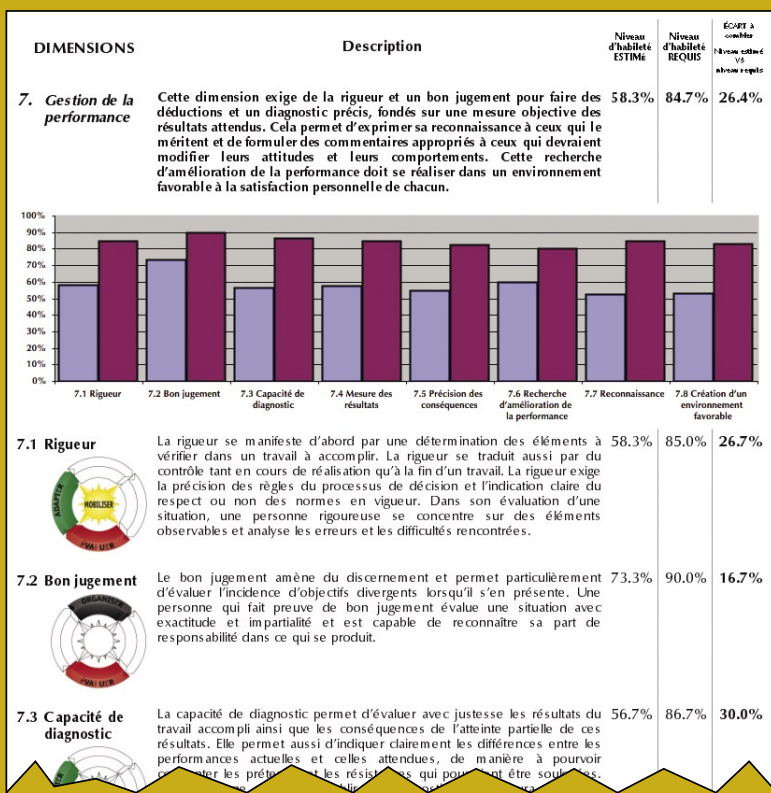 DIMENSIONS
Description
Niveau d'habileté ESTIMé
Niveau d'habileté REQUIS
ÉCART à combler
Niveau estimé VS niveau requis
7. Gestion de la performance
Cette dimension exige de la rigueur et un bon jugement pour faire des
déductions et un diagnostic précis, fondés sur une mesure objective des
résultats attendus. Cela permet d'exprimer sa reconnaissance à ceux qui le
méritent et de formuler des commentaires appropriés à ceux qui devraient
modifier leurs attitudes et leurs comportements. Cette recherche
d'amélioration de la performance doit se réaliser dans un environnement
favorable à la satisfaction personnelle de chacun.
58.3% 84.7% 26.4%
100%
90%
80%
70%
60%
50%
40%
30%
20%
10%
0%
7.1 Rigueur
7.2 Bon jugement
7.3 Capacité de diagnostic
7.4 Mesure des résultats
7.5 Précision des conséquences
7.6 Recherche d'amélioration de la performance
7.7 Reconnaissance
7.8 Création d'un environnement favorable
7.1 Rigueur
ADAPTER
MOBILISER
éVALUER
La rigueur se manifeste d'abord par une détermination des éléments à
vérifier dans un travail à accomplir. La rigueur se traduit aussi par du
contrôle tant en cours de réalisation qu'à la fin d'un travail. La rigueur exige
la précision des règles du processus de décision et l'indication claire du
respect ou non des normes en vigueur. Dans son évaluation d'une
situation, une personne rigoureuse se concentre sur des éléments
observables et analyse les erreurs et les difficultés rencontrées.
58.3% 85.0% 26.7%
7.2 Bon jugement
ORGANISER
éVALUER
Le bon jugement amène du discernement et permet particulièrement
d'évaluer l'incidence d'objectifs divergents lorsqu'il s'en présente. Une
personne qui fait preuve de bon jugement évalue une situation avec
exactitude et impartialité et est capable de reconnaître sa part de
responsabilité dans ce qui se produit.
73.3% 90.0% 16.7%
7.3 Capacité de
diagnostic
La capacité de diagnostic permet d'évaluer avec justesse les résultats du
travail accompli ainsi que les conséquences de l'atteinte partielle de ces
résultats. Elle permet aussi d'indiquer clairement les différences entre les
performances actuelles et celles attendues, de manière à pourvoir
les les qui être
56.7% 86.7% 30.0%